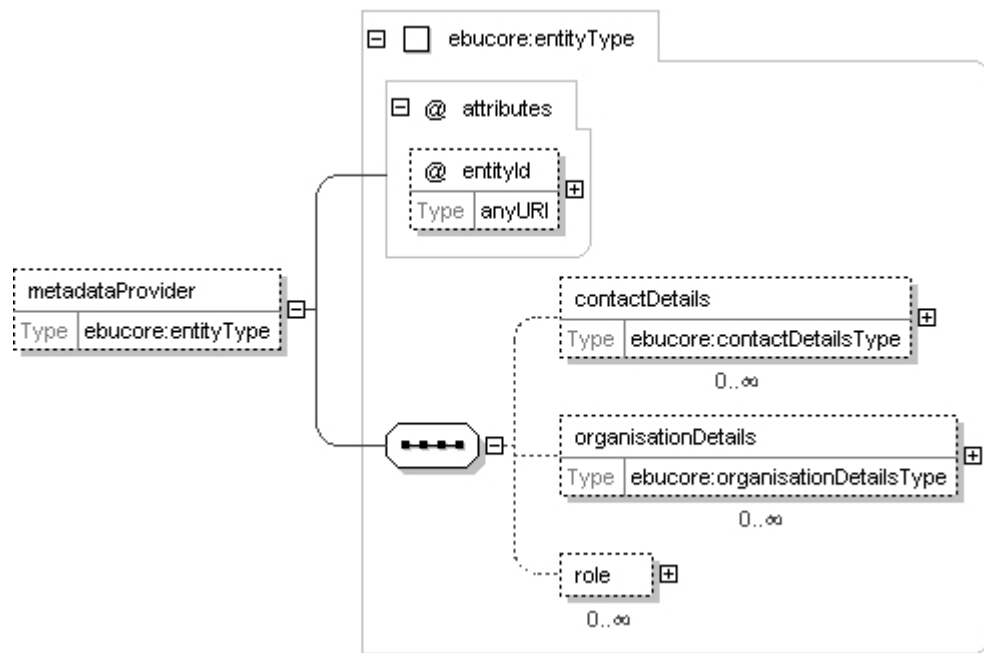 ebucore:entityType
@ attributes
@ entityId
Type anyURI
metadataProvider
Type ebucore:entityType
contactDetails
Type ebucore:contactDetailsType
0..∞
organisationDetails
Type ebucore:organisationDetailsType
0..∞
role
0..∞